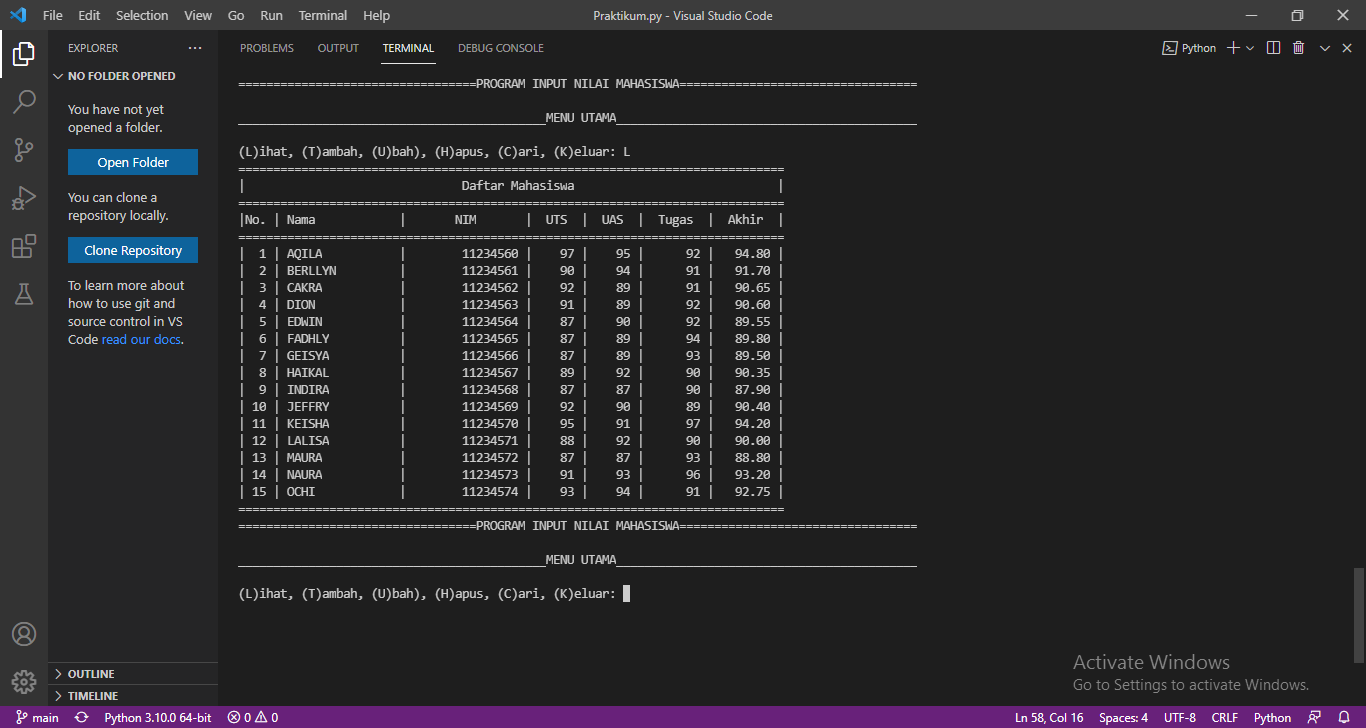 File Edit Selection View Go Run Terminal Help Praktikum.py - Visual Studio Code
EXPLORER
NO FOLDER OPENED
You have not yet
opened a folder.
Open Folder
You can clone a
repository locally.
Clone Repository
To learn more about
how to use git and
source control in VS
Code read our docs.
OUTLINE
TIMELINE
PROBLEMS OUTPUT TERMINAL DEBUG CONSOLE Python
==================================PROGRAM INPUT NILAI MAHASISWA==================================
____________________________________________MENU UTAMA___________________________________________
(L)ihat, (T)ambah, (U)bah), (H)apus, (C)ari, (K)eluar: L
==============================================================================
| Daftar Mahasiswa |
==============================================================================
|No. | Nama | NIM | UTS | UAS | Tugas | Akhir |
==============================================================================
| 1 | AQILA | 11234560 | 97 | 95 | 92 | 94.80 |
| 2 | BERLLYN | 11234561 | 90 | 94 | 91 | 91.70 |
| 3 | CAKRA | 11234562 | 92 | 89 | 91 | 90.65 |
| 4 | DION | 11234563 | 91 | 89 | 92 | 90.60 |
| 5 | EDWIN | 11234564 | 87 | 90 | 92 | 89.55 |
| 6 | FADHLY | 11234565 | 87 | 89 | 94 | 89.80 |
| 7 | GEISYA | 11234566 | 87 | 89 | 93 | 89.50 |
| 8 | HAIKAL | 11234567 | 89 | 92 | 90 | 90.35 |
| 9 | INDIRA | 11234568 | 87 | 87 | 90 | 87.90 |
| 10 | JEFFRY | 11234569 | 92 | 90 | 89 | 90.40 |
| 11 | KEISHA | 11234570 | 95 | 91 | 97 | 94.20 |
| 12 | LALISA | 11234571 | 88 | 92 | 90 | 90.00 |
| 13 | MAURA | 11234572 | 87 | 87 | 93 | 88.80 |
| 14 | NAURA | 11234573 | 91 | 93 | 96 | 93.20 |
| 15 | OCHI | 11234574 | 93 | 94 | 91 | 92.75 |
==============================================================================
==================================PROGRAM INPUT NILAI MAHASISWA==================================
____________________________________________MENU UTAMA___________________________________________
(L)ihat, (T)ambah, (U)bah), (H)apus, (C)ari, (K)eluar:
Activate Windows
Go to Settings to activate Windows.
main Python 3.10.0 64-bit 0 0 Ln 58, Col 16 Spaces: 4 UTF-8 CRLF Python